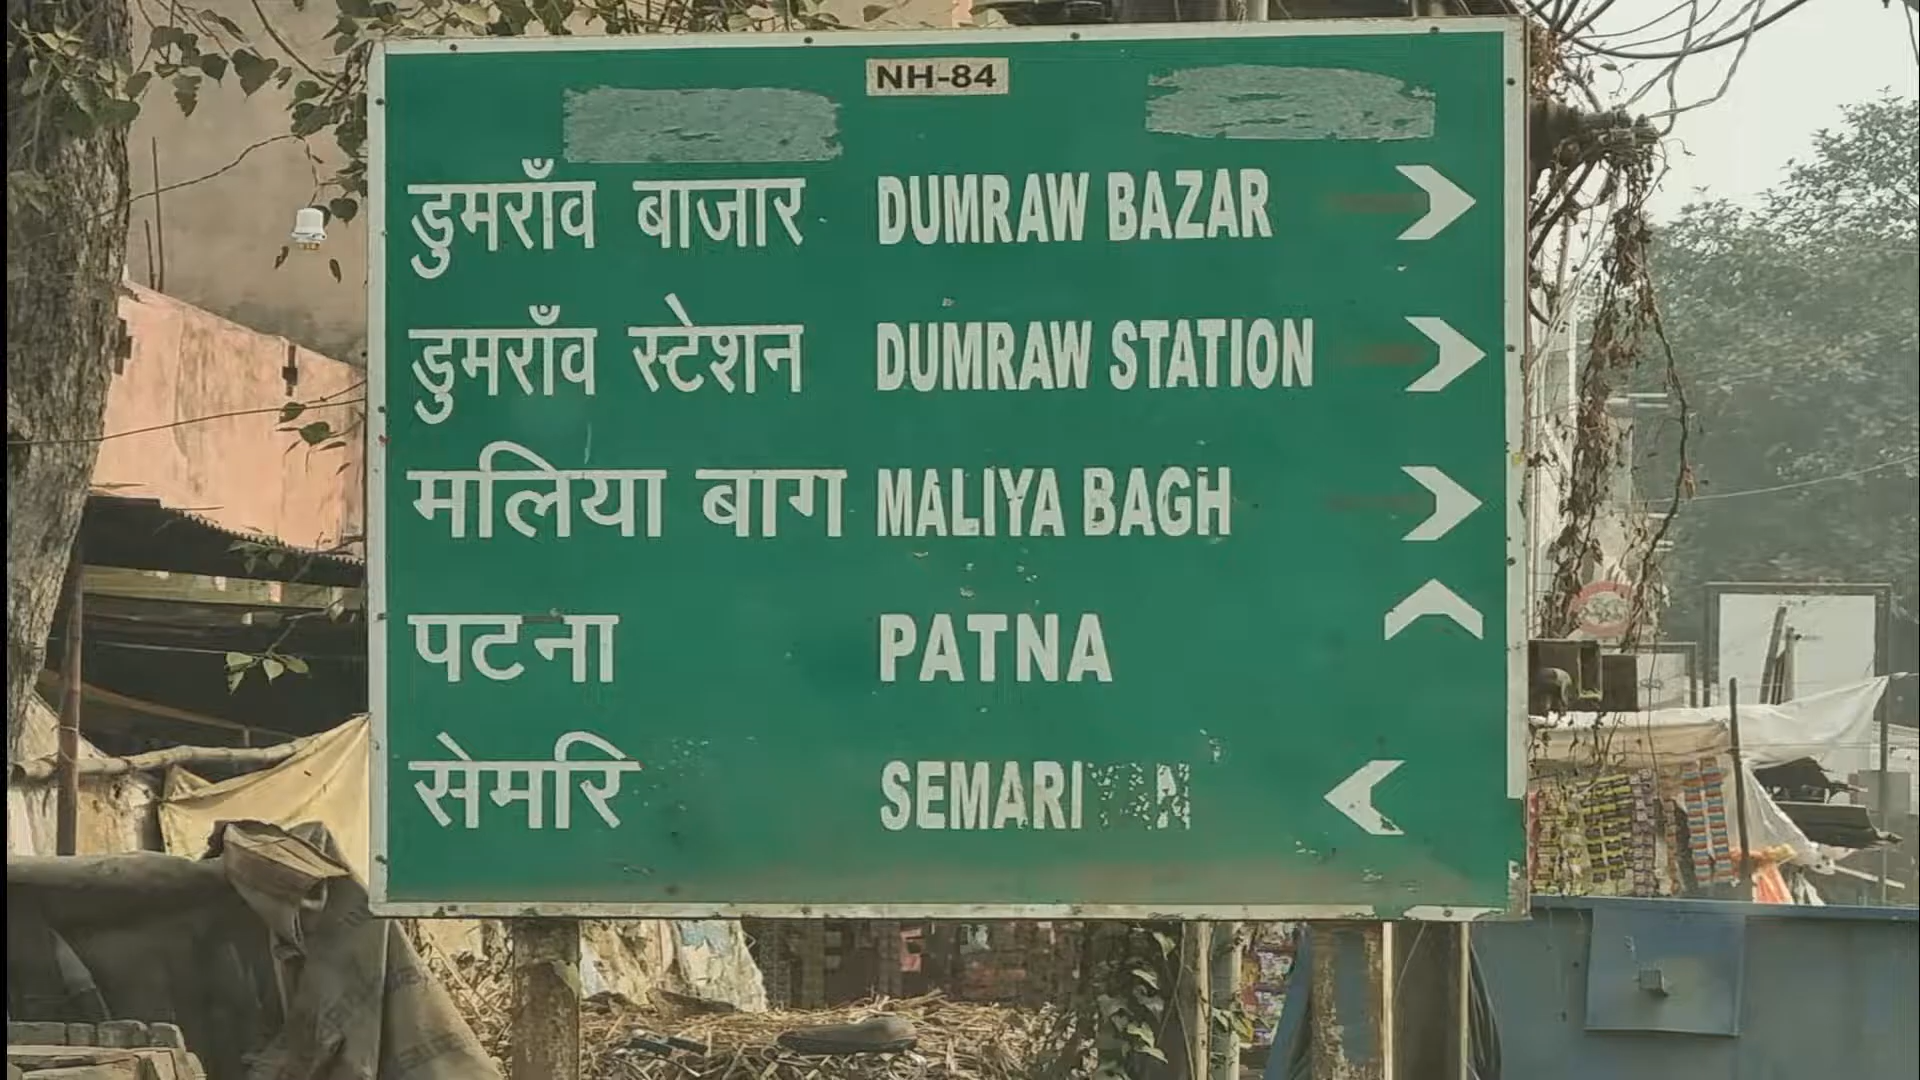 NH-84
डुमराँव बाजार DUMRAW BAZAR
डुमराँव स्टेशन DUMRAW STATION
मलिया बाग MALIYA BAGH
पटना PATNA
सेमरि SEMARI